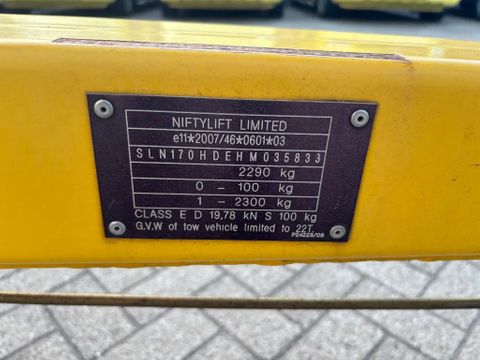 NIFTYLIFT LIMITED
e11*2007/46*0601*03
SLN170HDEHM035833
2290 kg
0 - 100 kg
1 - 2300 kg
CLASS E D 19,78 kN S 100 kg
G.V.W of tow vehicle limited to 22T